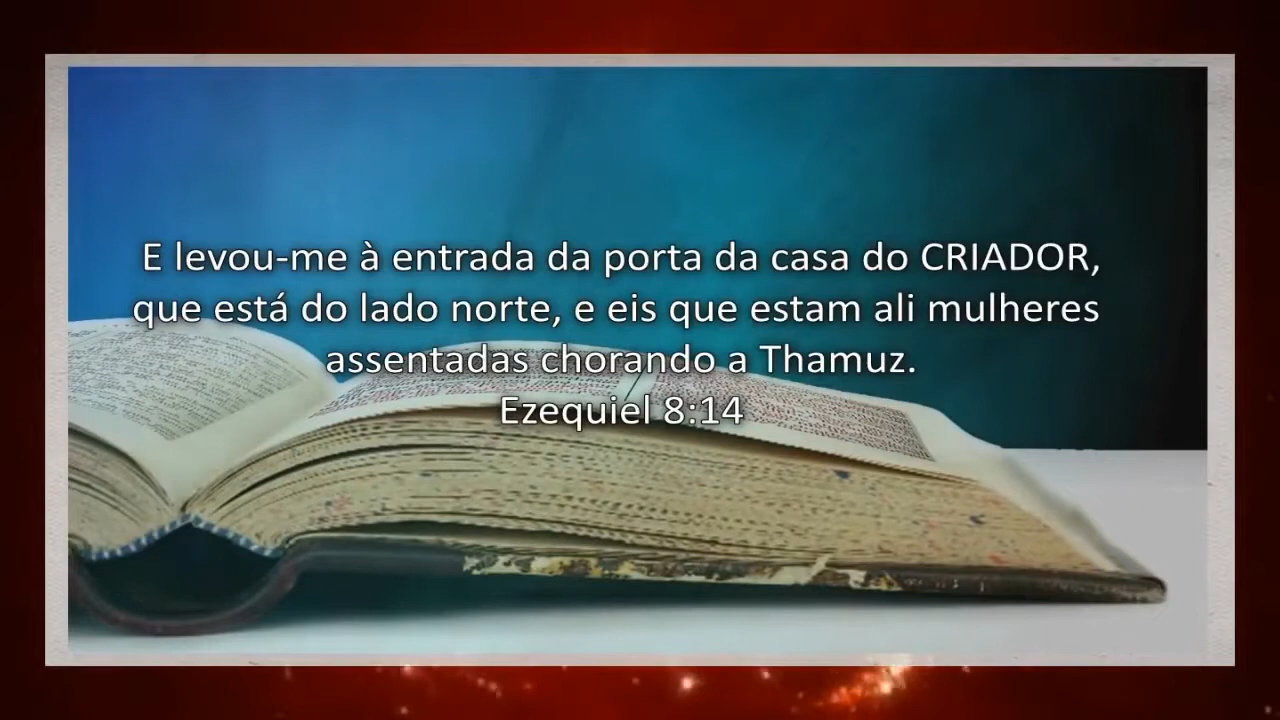 E levou-me à entrada da porta da casa do CRIADOR,
que está do lado norte, e eis que estam ali mulheres
assentadas chorando a Thamuz.
Ezequiel 8:14